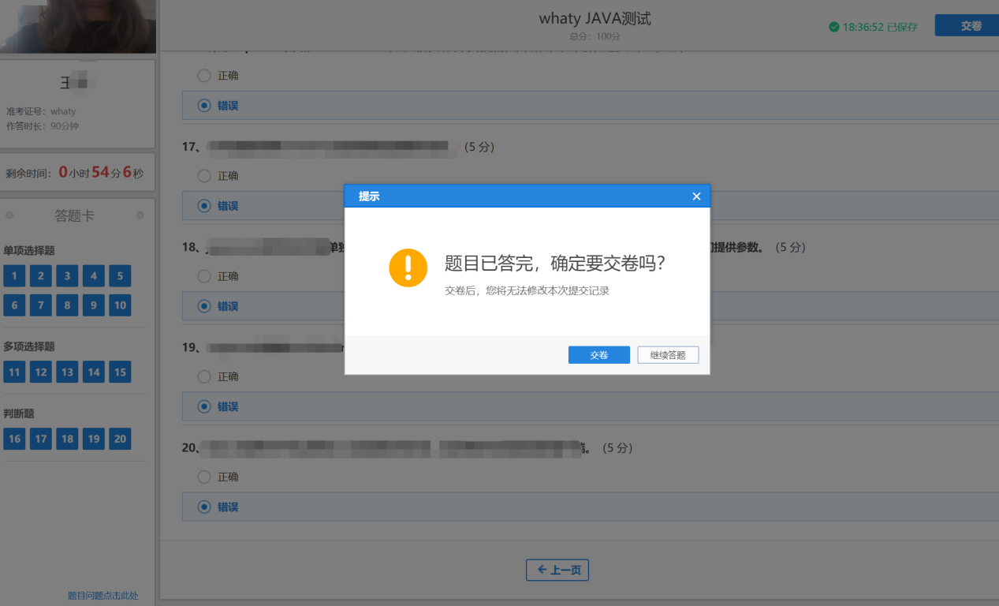 whaty JAVA测试
总分：100分
18:36:52 已保存
交卷
王
准考证号：whaty
作答时长：90分钟
剩余时间：0小时54分6秒
答题卡
单项选择题
1 2 3 4 5
6 7 8 9 10
多项选择题
11 12 13 14 15
判断题
16 17 18 19 20
题目问题点击此处
正确
错误
17、 (5 分)
正确
错误
18、 提供参数。 (5 分)
正确
错误
19、
正确
错误
20、 。 (5 分)
正确
错误
上一页
提示
题目已答完，确定要交卷吗？
交卷后，您将无法修改本次提交记录
交卷
继续答题